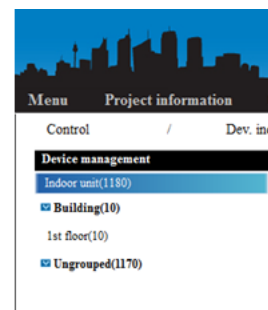 Menu Project information
Control / Dev. in
Device management
Indoor unit(1180)
Building(10)
1st floor(10)
Ungrouped(1170)